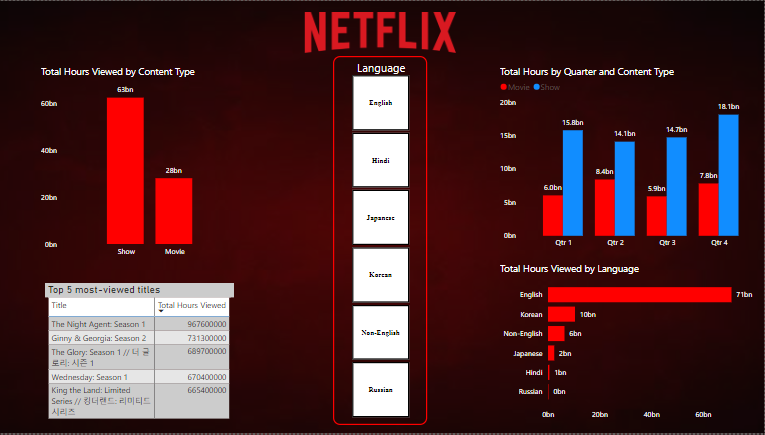 NETFLIX
Total Hours Viewed by Content Type
60bn
40bn
20bn
0bn
63bn
28bn
Show
Movie
Language
English
Hindi
Japanese
Korean
Non-English
Russian
Total Hours by Quarter and Content Type
Movie Show
20bn
15bn
10bn
5bn
0bn
6.0bn
15.8bn
8.4bn
14.1bn
5.9bn
14.7bn
7.8bn
18.1bn
Qtr 1
Qtr 2
Qtr 3
Qtr 4
Top 5 most-viewed titles
Title Total Hours Viewed
The Night Agent: Season 1 967600000
Ginny & Georgia: Season 2 731300000
The Glory: Season 1 // 더 글 689700000
로리: 시즌 1
Wednesday: Season 1 670400000
King the Land: Limited 665400000
Series // 킹더랜드: 리미티드
시리즈
Total Hours Viewed by Language
English 71bn
Korean 10bn
Non-English 6bn
Japanese 2bn
Hindi 1bn
Russian 0bn
0bn 20bn 40bn 60bn